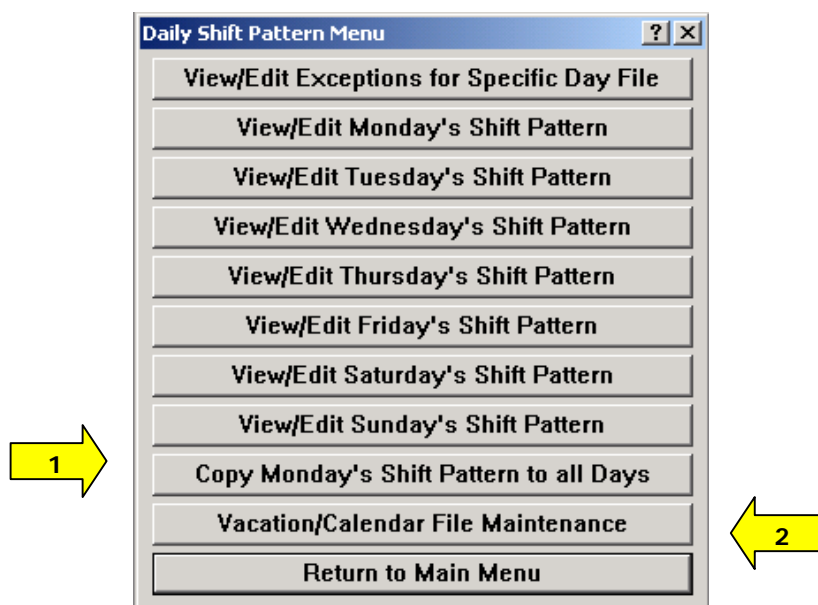 Daily Shift Pattern Menu ? X
View/Edit Exceptions for Specific Day File
View/Edit Monday's Shift Pattern
View/Edit Tuesday's Shift Pattern
View/Edit Wednesday's Shift Pattern
View/Edit Thursday's Shift Pattern
View/Edit Friday's Shift Pattern
View/Edit Saturday's Shift Pattern
View/Edit Sunday's Shift Pattern
1
Copy Monday's Shift Pattern to all Days
Vacation/Calendar File Maintenance
2
Return to Main Menu